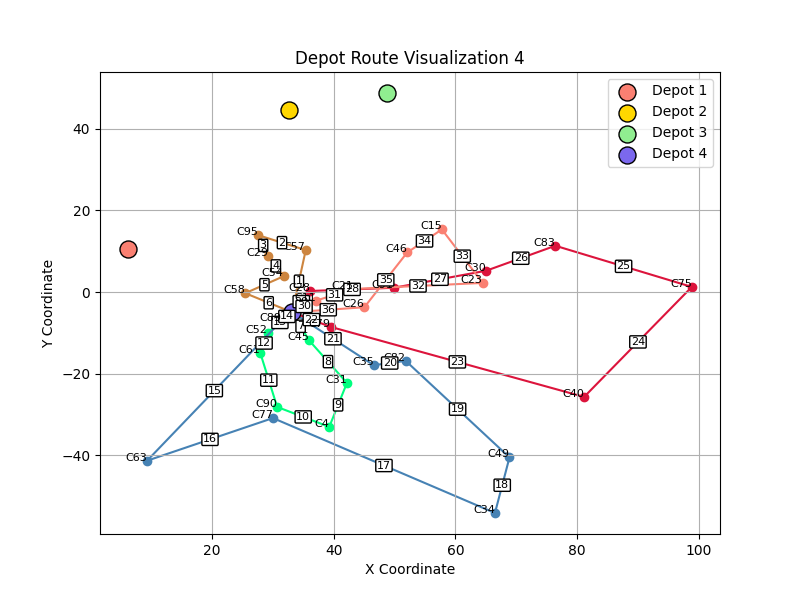 Depot Route Visualization 4
Depot 1
Depot 2
Depot 3
Depot 4
Y Coordinate
X Coordinate
40
20
0
−20
−40
20
40
60
80
100
C95
C57
C29
C54
C58
C15
C46
C83
C30
C23
C75
C26
C52
C45
C35
C82
C31
C90
C77
C4
C63
C49
C34
C40
1
2
3
4
5
6
8
9
10
11
12
14
15
16
17
18
19
20
21
23
24
25
26
27
28
30
31
32
33
34
35
36